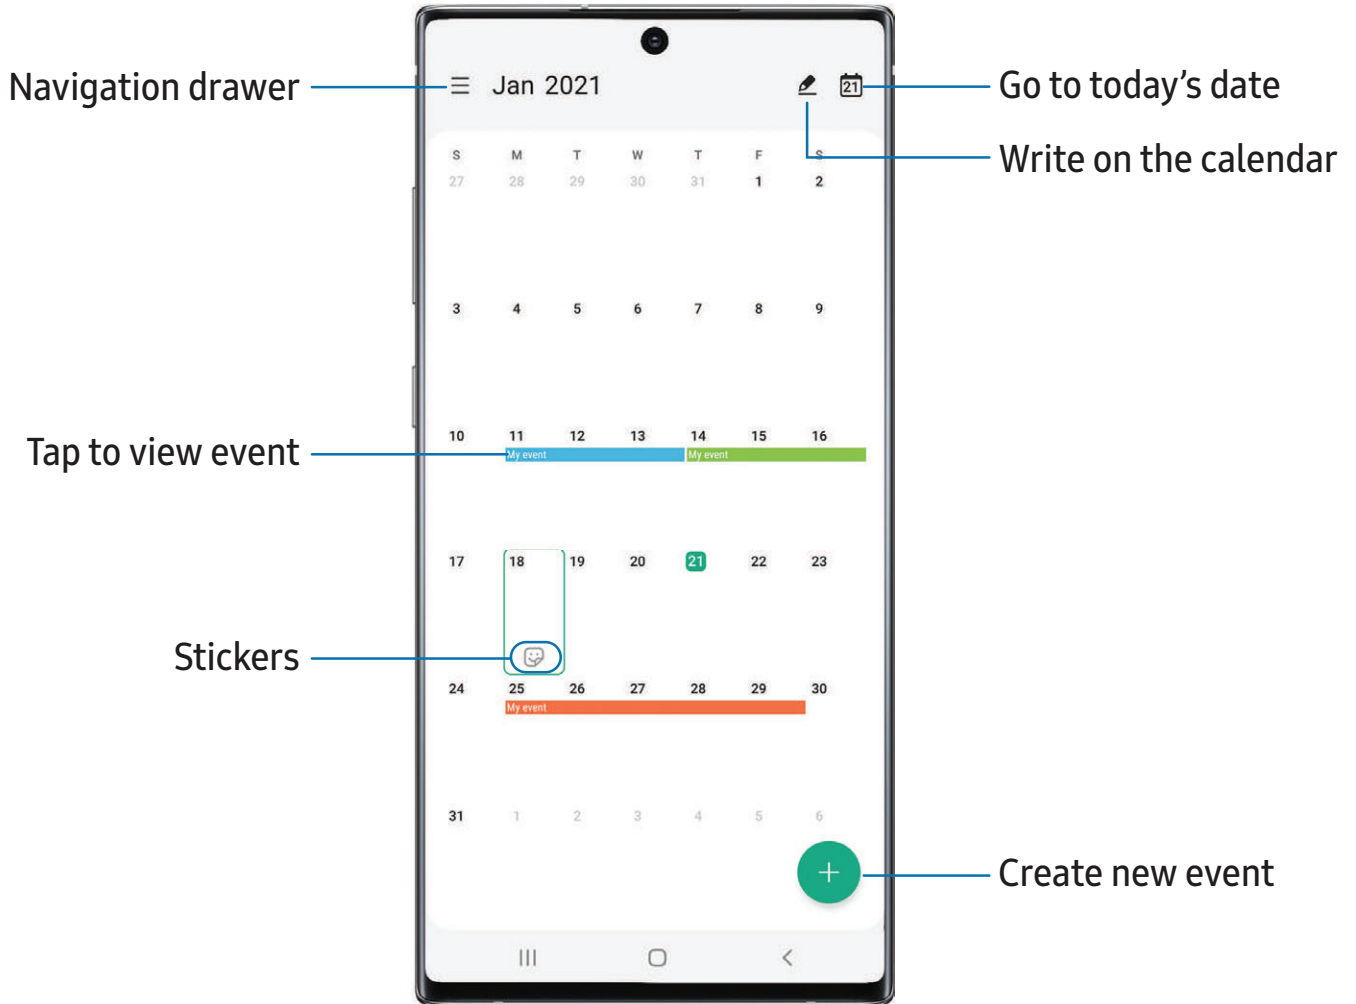 Navigation drawer
Jan 2021
21
Go to today's date
Write on the calendar
S M T W T F S
27 28 29 30 31 1 2
3 4 5 6 7 8 9
10 11 12 13 14 15 16
Tap to view event
My event My event
17 18 19 20 21 22 23
Stickers
24 25 26 27 28 29 30
My event
31 1 2 3 4 5 6
Create new event